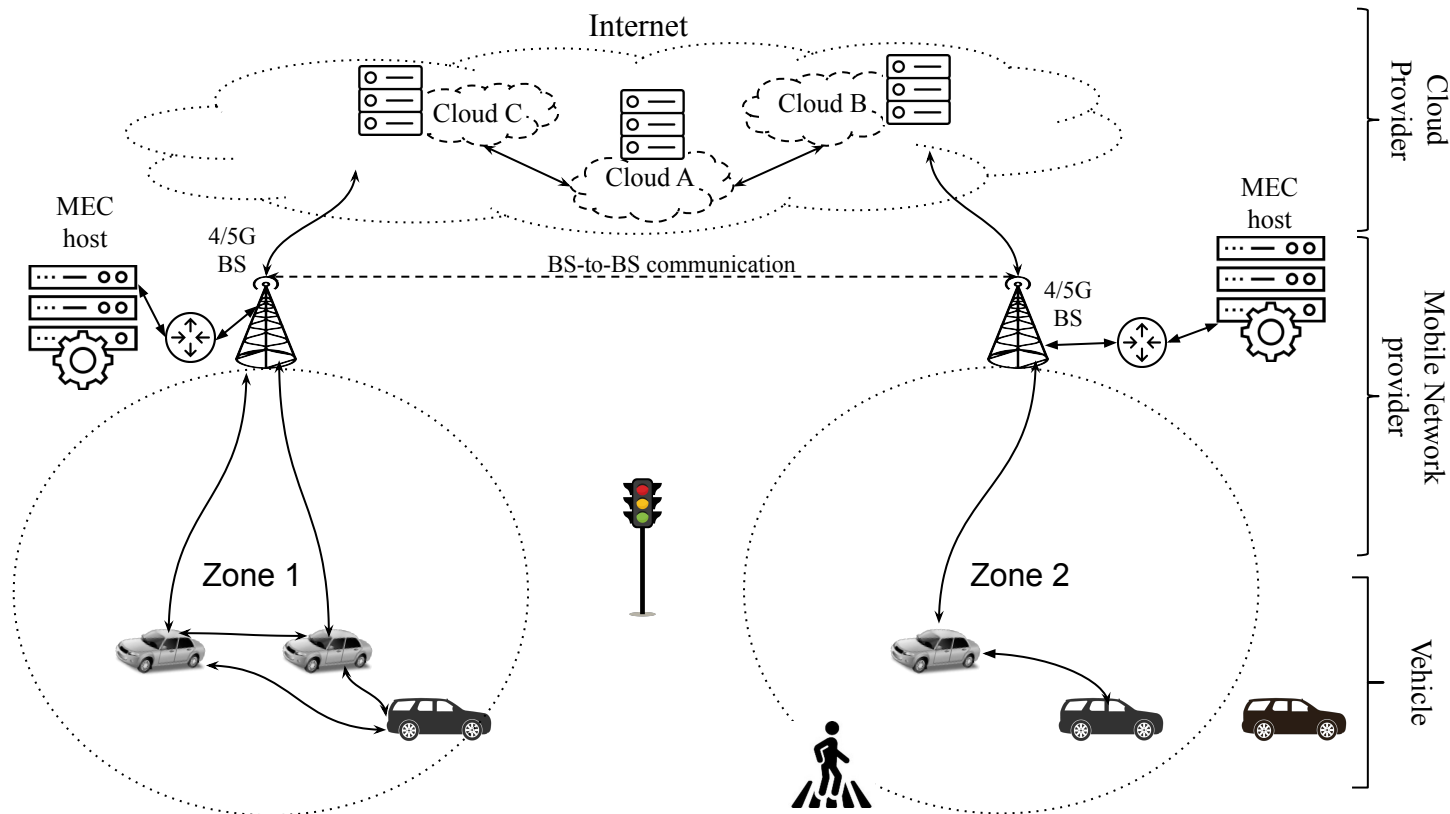 Internet
Cloud C
Cloud A
Cloud B
Cloud
Provider
MEC
host
4/5G
BS
BS-to-BS communication
4/5G
BS
MEC
host
Mobile Network
provider
Zone 1
Zone 2
Vehicle